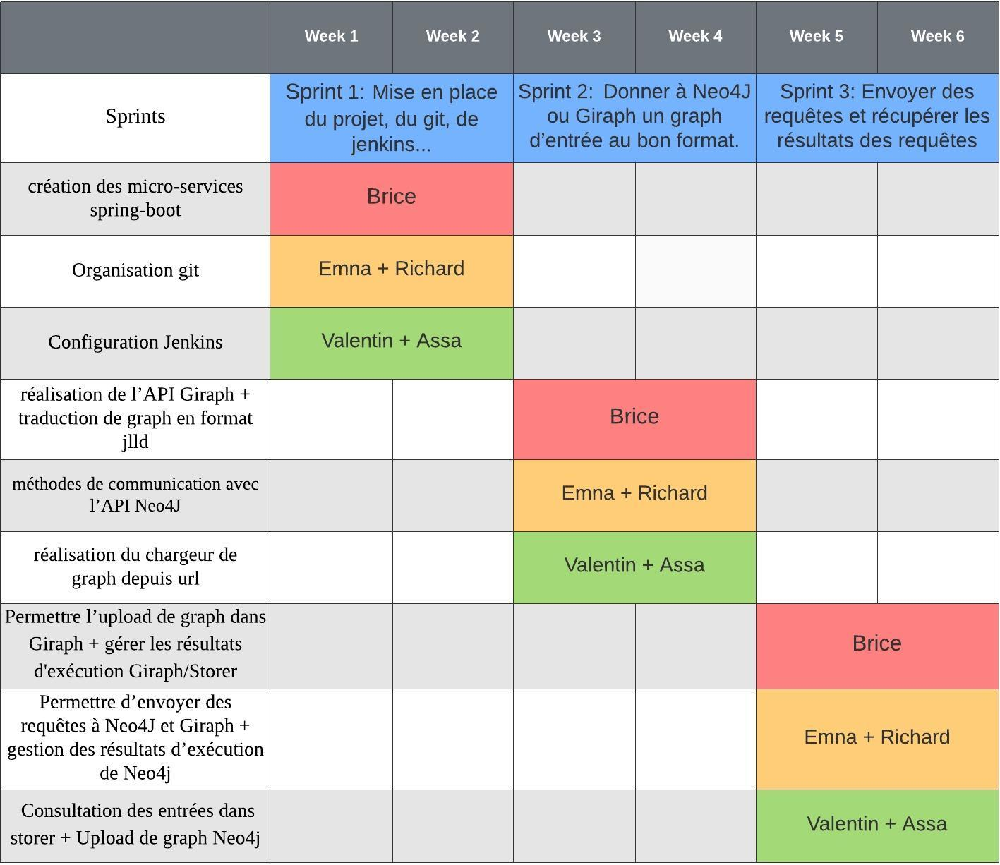 Week 1
Week 2
Week 3
Week 4
Week 5
Week 6
Sprints
Sprint 1: Mise en place
du projet, du git, de
jenkins...
Sprint 2: Donner à Neo4J
ou Giraph un graph
d’entrée au bon format.
Sprint 3: Envoyer des
requêtes et récupérer les
résultats des requêtes
création des micro-services
spring-boot
Brice
Organisation git
Emna + Richard
Configuration Jenkins
Valentin + Assa
réalisation de l’API Giraph +
traduction de graph en format
jlld
Brice
méthodes de communication avec
l’API Neo4J
Emna + Richard
réalisation du chargeur de
graph depuis url
Valentin + Assa
Permettre l’upload de graph dans
Giraph + gérer les résultats
d'exécution Giraph/Storer
Brice
Permettre d’envoyer des
requêtes à Neo4J et Giraph +
gestion des résultats d’exécution
de Neo4j
Emna + Richard
Consultation des entrées dans
storer + Upload de graph Neo4j
Valentin + Assa